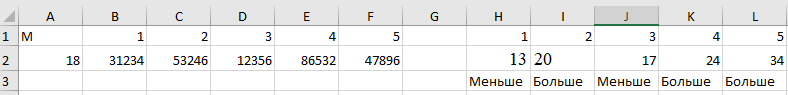 A B C D E F G H I J K L
1 М 1 2 3 4 5 1 2 3 4 5
2 18 31234 53246 12356 86532 47896 13 20 17 24 34
3 Меньше Больше Меньше Больше Больше